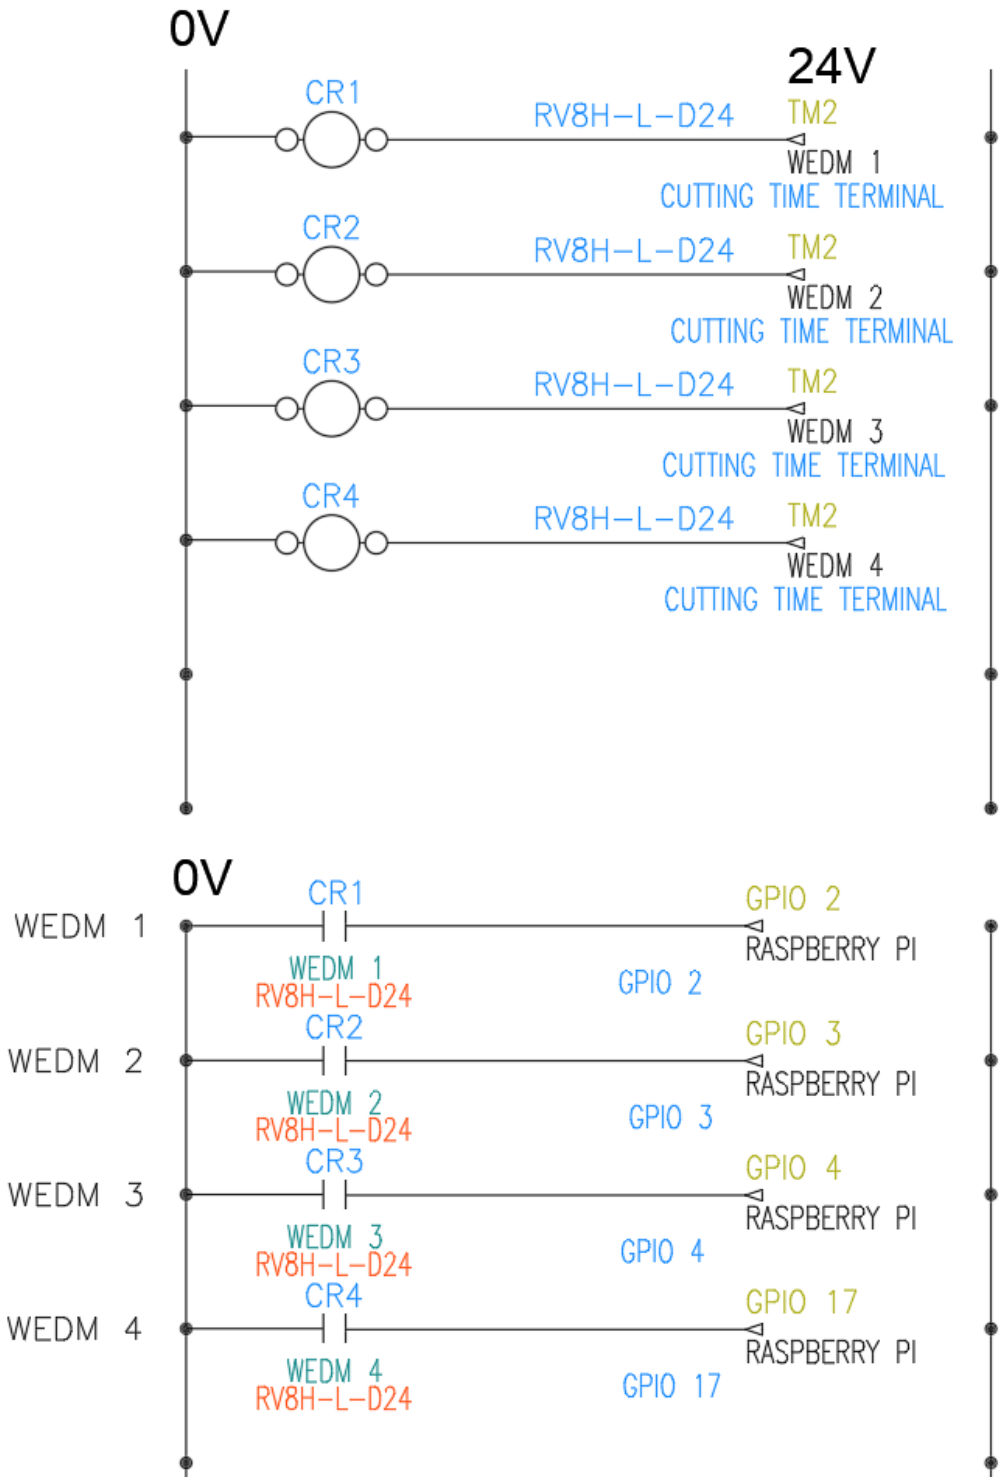 0V
24V
CR1
RV8H-L-D24
TM2
WEDM 1
CUTTING TIME TERMINAL
CR2
RV8H-L-D24
TM2
WEDM 2
CUTTING TIME TERMINAL
CR3
RV8H-L-D24
TM2
WEDM 3
CUTTING TIME TERMINAL
CR4
RV8H-L-D24
TM2
WEDM 4
CUTTING TIME TERMINAL
0V
CR1
GPIO 2
WEDM 1
RASPBERRY PI
WEDM 1
GPIO 2
RV8H-L-D24
CR2
GPIO 3
WEDM 2
RASPBERRY PI
WEDM 2
GPIO 3
RV8H-L-D24
CR3
GPIO 4
WEDM 3
RASPBERRY PI
WEDM 3
GPIO 4
RV8H-L-D24
CR4
GPIO 17
WEDM 4
RASPBERRY PI
WEDM 4
GPIO 17
RV8H-L-D24